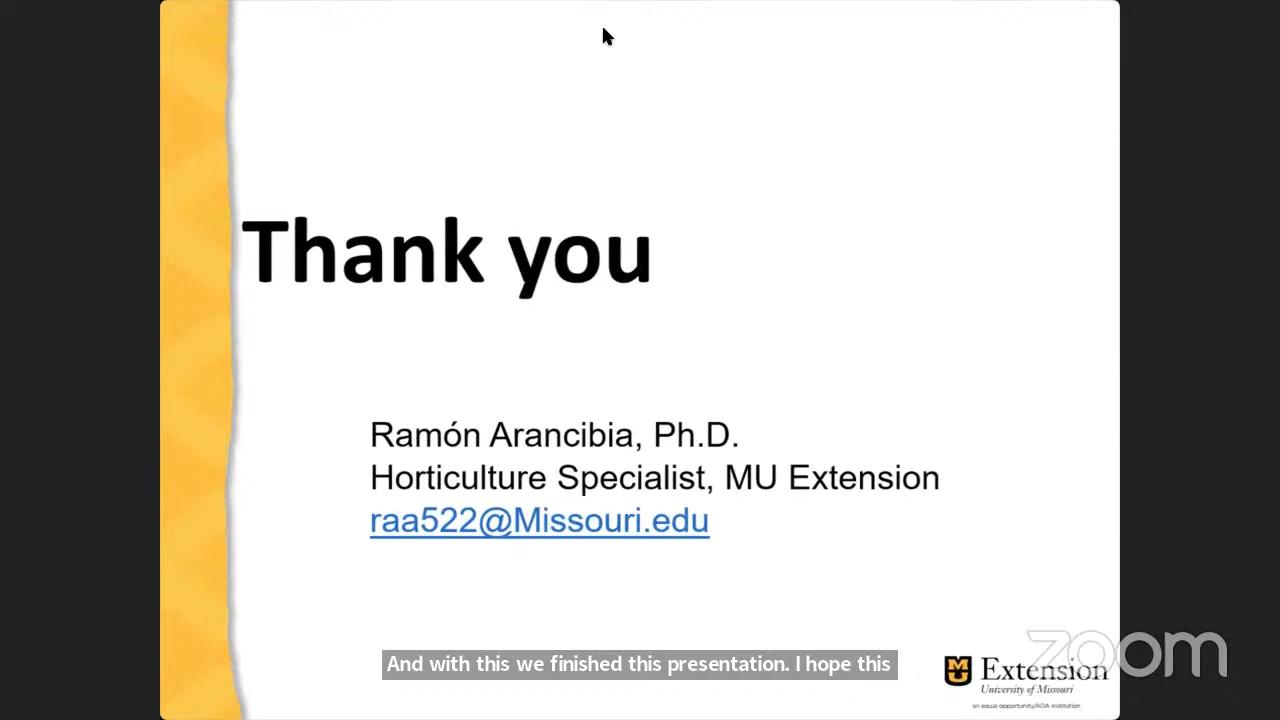 Thank you
Ramón Arancibia, Ph.D.
Horticulture Specialist, MU Extension
raa522@Missouri.edu
And with this we finished this presentation. I hope this
MU
Extension
University of Missouri
an equal opportunity/ADA institution
zoom